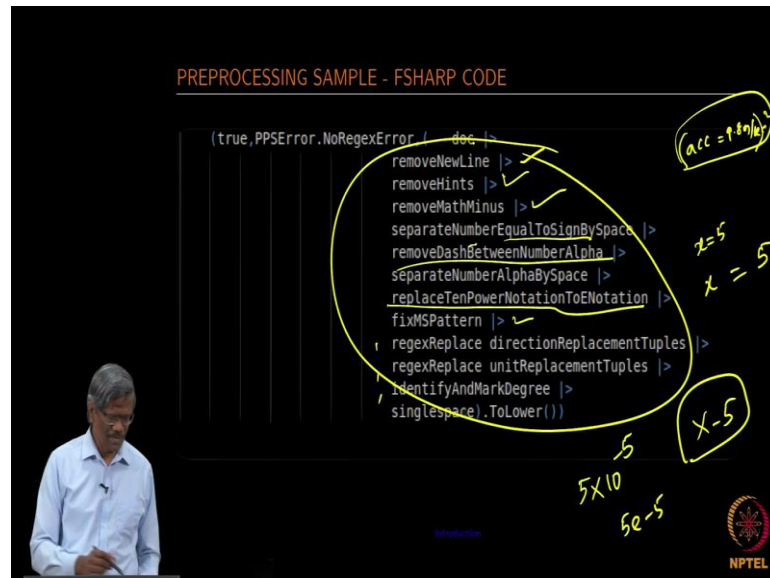 PREPROCESSING SAMPLE - FSHARP CODE
(true,PPSError.NoRegexError,( doc |>
removeNewLine |>
removeHints |>
removeMathMinus |>
separateNumberEqualToSignBySpace |>
removeDashBetweenNumberAlpha |>
separateNumberAlphaBySpace |>
replaceTenPowerNotationToENotation |>
fixMSPattern |>
regexReplace directionReplacementTuples |>
regexReplace unitReplacementTuples |>
identifyAndMarkDegree |>
singlespace).ToLower())
x=5
x = 5
X-5
5X10 -5
5e-5
Introduction
NPTEL